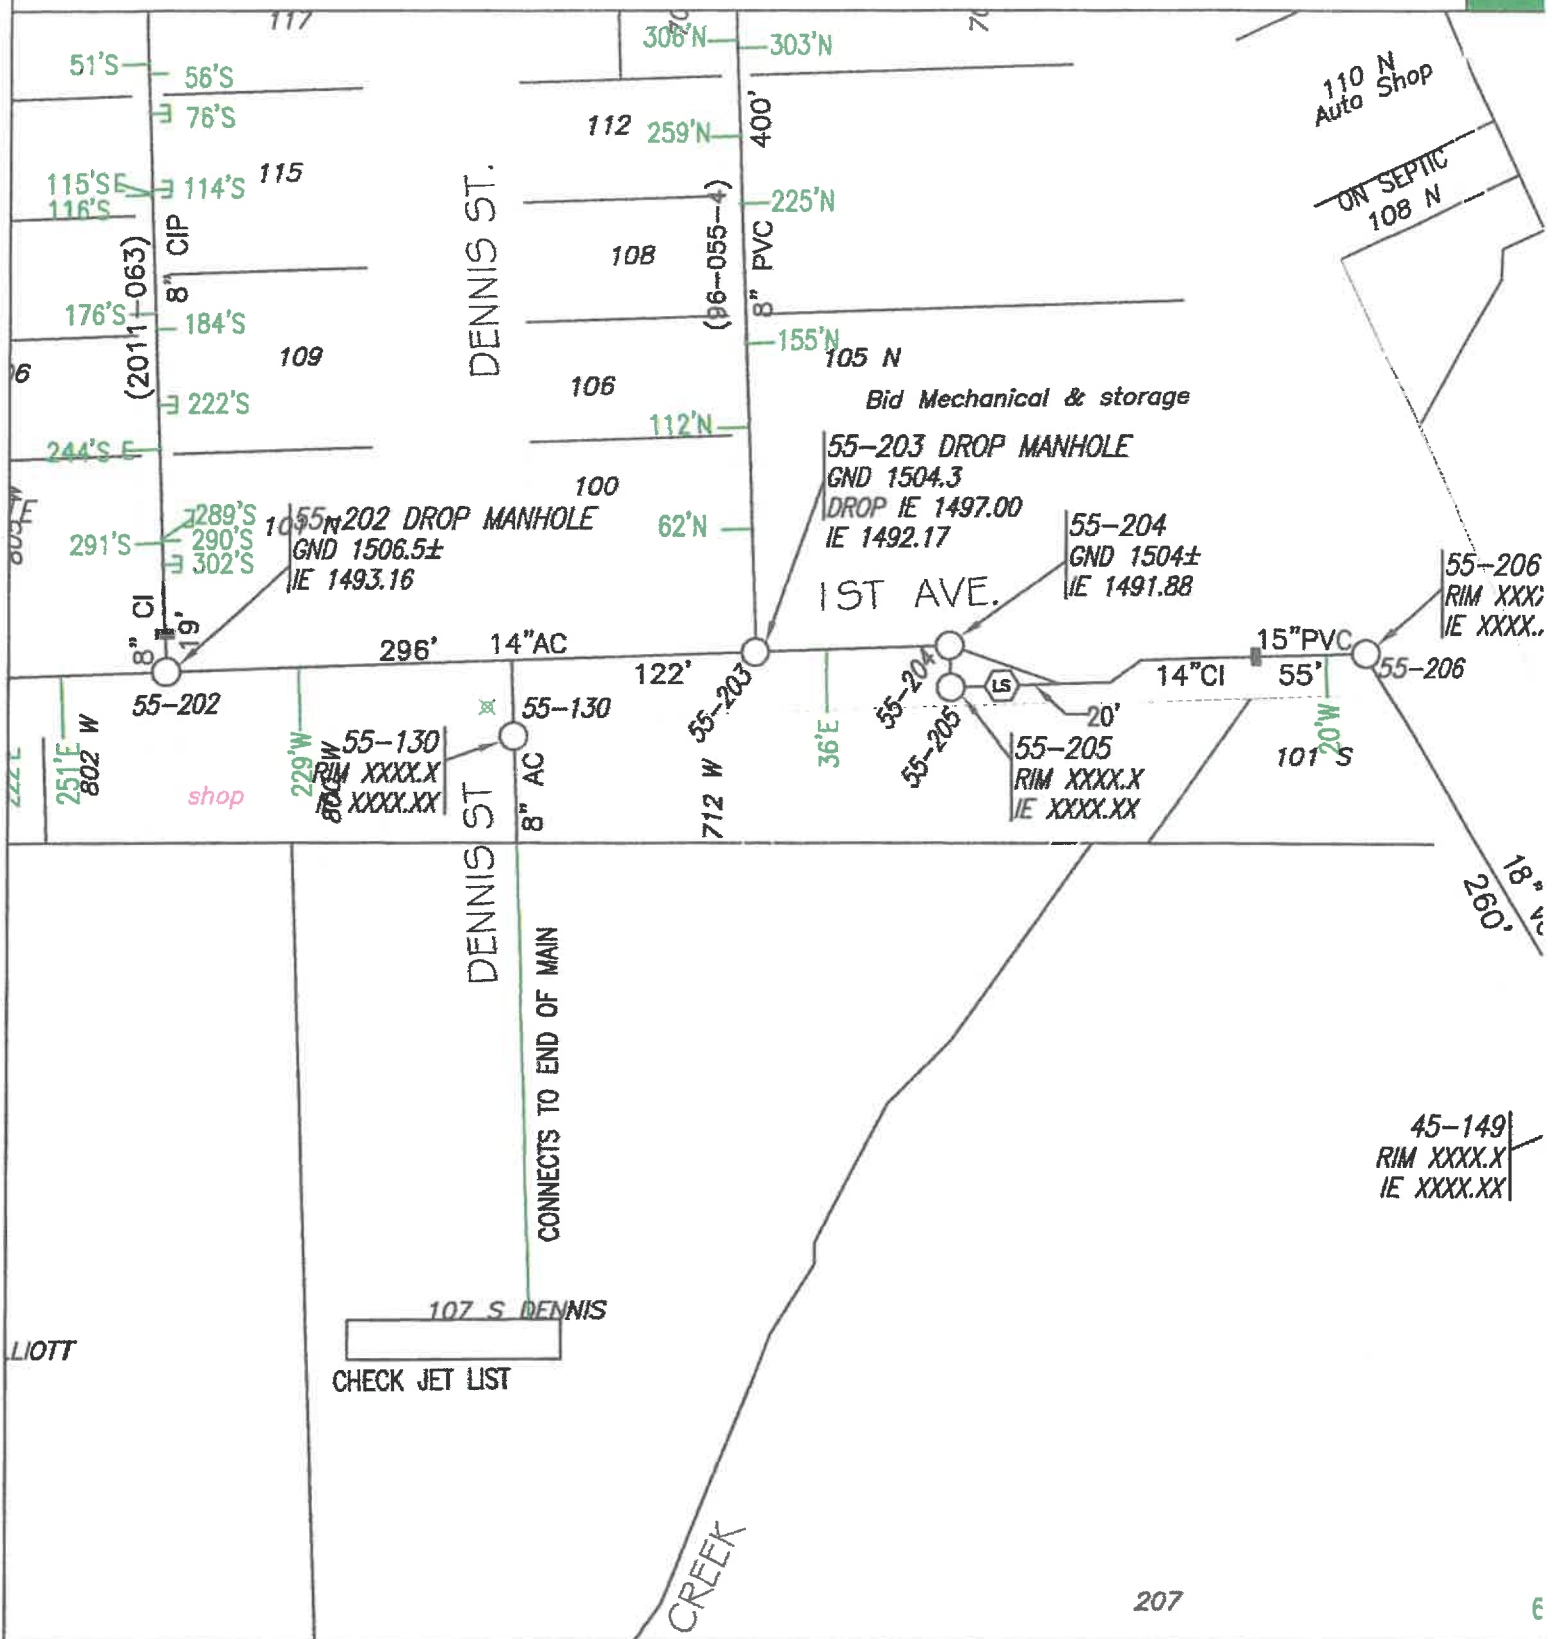 117
306'N
303'N
51'S
56'S
76'S
110 N
Auto Shop
112
259'N
400'
115'SE
114'S
115
116'S
ON SEPTIC
108 N
DENNIS ST.
225'N
(2011-063)
8" CIP
108
(96-055-4)
8" PVC
176'S
184'S
155'N
109
105 N
106
222'S
Bid Mechanical & storage
112'N
244'S E
100
55-203 DROP MANHOLE
GND 1504.3
DROP IE 1497.00
IE 1492.17
289'S
290'S
291'S
302'S
55-202 DROP MANHOLE
GND 1506.5±
IE 1493.16
62'N
55-204
GND 1504±
IE 1491.88
1ST AVE.
55-206
8" CI
19'
296'
14"AC
122'
55-202
55-203
55-204
55-205
LS
20'
14"CI
15"PVC
55'
55-206
55-130
251'E
802 W
shop
229'W
55-130
RIM XXXX.X
IE XXXX.XX
8" AC
712 W
36'E
55-205
RIM XXXX.X
IE XXXX.XX
20'W
101 S
DENNIS ST
18"
260'
CONNECTS TO END OF MAIN
45-149
RIM XXXX.X
IE XXXX.XX
107 S DENNIS
LLIOTT
CHECK JET LIST
CREEK
207